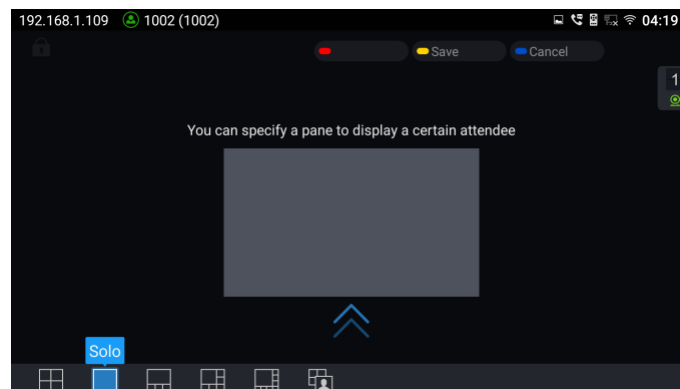 192.168.1.109 1002 (1002) 04:19
Save Cancel
1
You can specify a pane to display a certain attendee
Solo